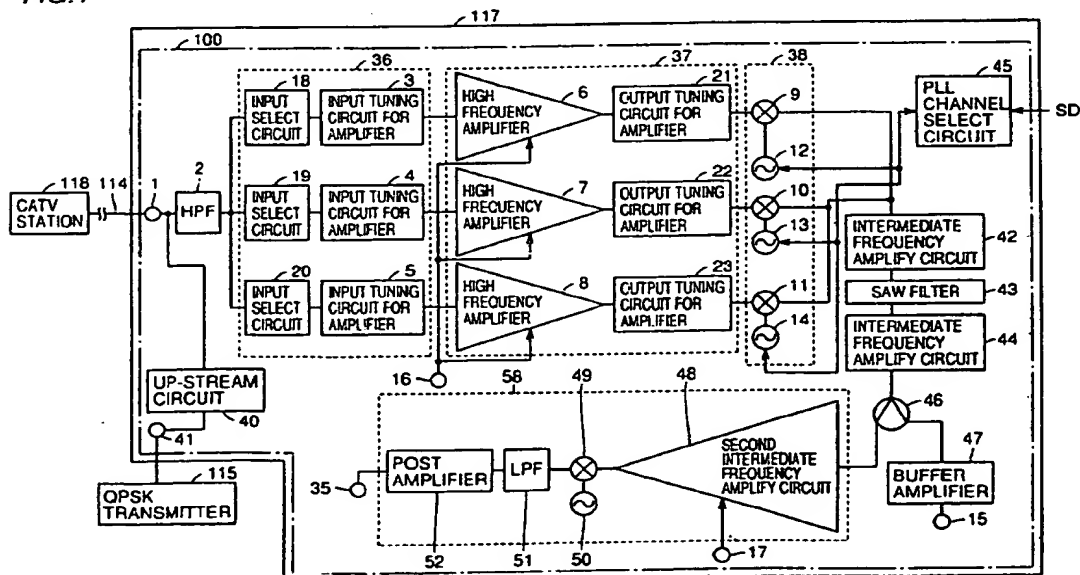 117
100
36
37
38
45
18
3
6
21
9
INPUT
SELECT
CIRCUIT
INPUT TUNING
CIRCUIT FOR
AMPLIFIER
HIGH
FREQUENCY
AMPLIFIER
OUTPUT TUNING
CIRCUIT FOR
AMPLIFIER
PLL
CHANNEL
SELECT
CIRCUIT
SD
12
118
114
1
2
19
4
7
22
10
CATV
STATION
HPF
INPUT
SELECT
CIRCUIT
INPUT TUNING
CIRCUIT FOR
AMPLIFIER
HIGH
FREQUENCY
AMPLIFIER
OUTPUT TUNING
CIRCUIT FOR
AMPLIFIER
13
INTERMEDIATE
FREQUENCY
AMPLIFY CIRCUIT
42
20
5
8
23
11
INPUT
SELECT
CIRCUIT
INPUT TUNING
CIRCUIT FOR
AMPLIFIER
HIGH
FREQUENCY
AMPLIFIER
OUTPUT TUNING
CIRCUIT FOR
AMPLIFIER
14
SAW FILTER
43
INTERMEDIATE
FREQUENCY
AMPLIFY CIRCUIT
44
16
UP-STREAM
CIRCUIT
40
41
58
49
48
46
115
QPSK
TRANSMITTER
35
POST
AMPLIFIER
LPF
SECOND
INTERMEDIATE
FREQUENCY
AMPLIFY CIRCUIT
47
BUFFER
AMPLIFIER
15
52
51
50
17